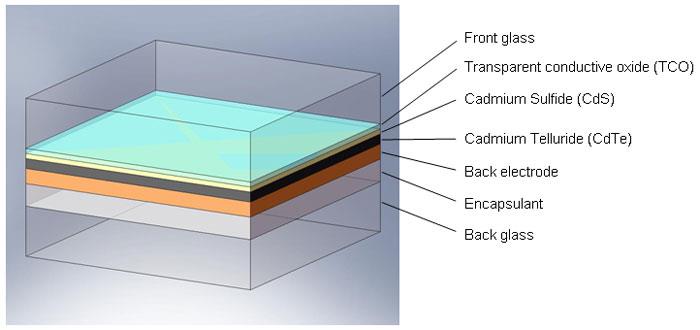 Front glass
Transparent conductive oxide (TCO)
Cadmium Sulfide (CdS)
Cadmium Telluride (CdTe)
Back electrode
Encapsulant
Back glass